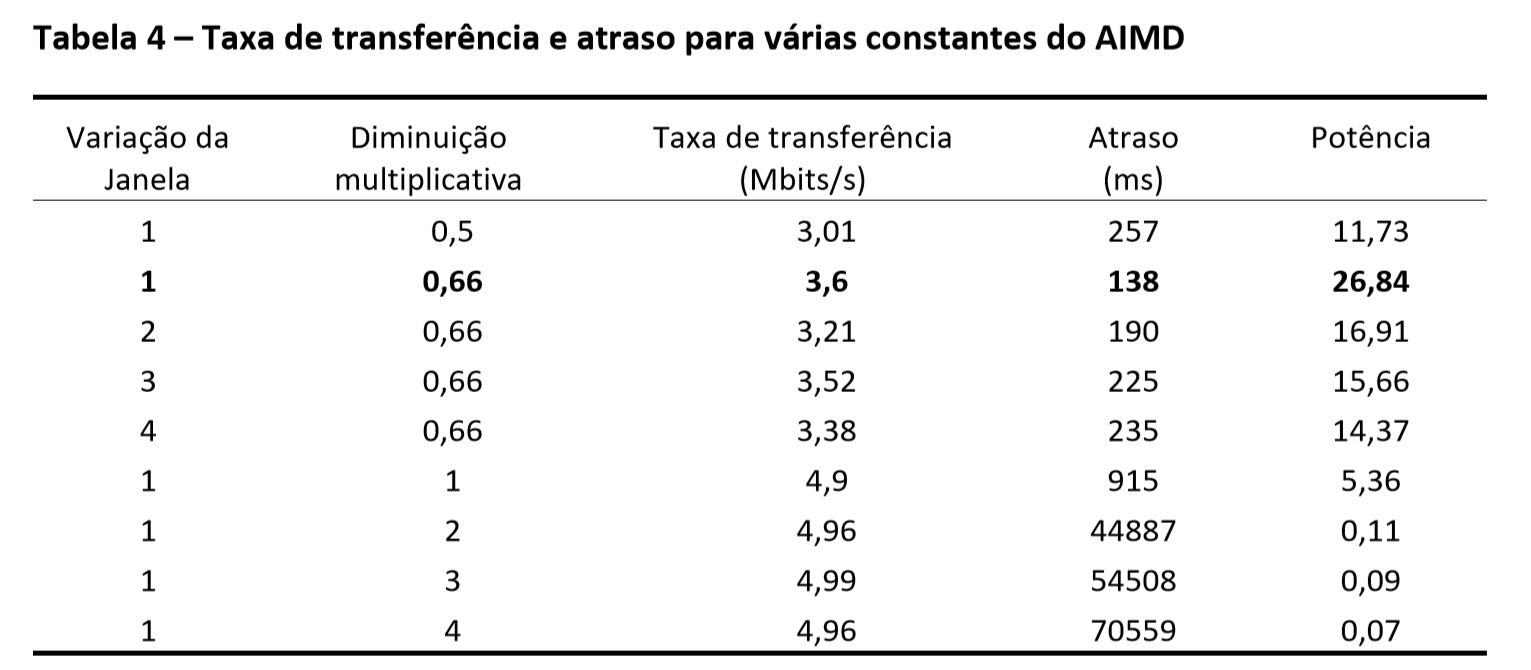 Tabela 4 – Taxa de transferência e atraso para várias constantes do AIMD
Variação da Janela Diminuição multiplicativa Taxa de transferência (Mbits/s) Atraso (ms) Potência
1 0,5 3,01 257 11,73
1 0,66 3,6 138 26,84
2 0,66 3,21 190 16,91
3 0,66 3,52 225 15,66
4 0,66 3,38 235 14,37
1 1 4,9 915 5,36
1 2 4,96 44887 0,11
1 3 4,99 54508 0,09
1 4 4,96 70559 0,07